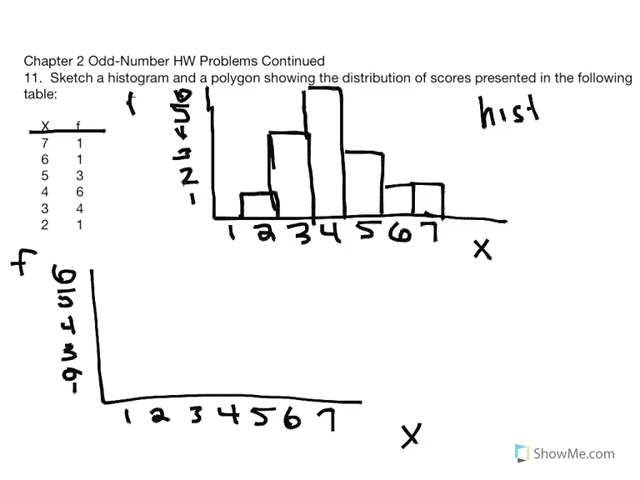 Chapter 2 Odd-Number HW Problems Continued
11. Sketch a histogram and a polygon showing the distribution of scores presented in the following
table:
f
hist
X f
7 1
6 1
5 3
4 6
3 4
2 1
6
5
4
3
2
1
1 2 3 4 5 6 7
X
f
6
5
4
3
2
1
1 2 3 4 5 6 7
X
ShowMe.com